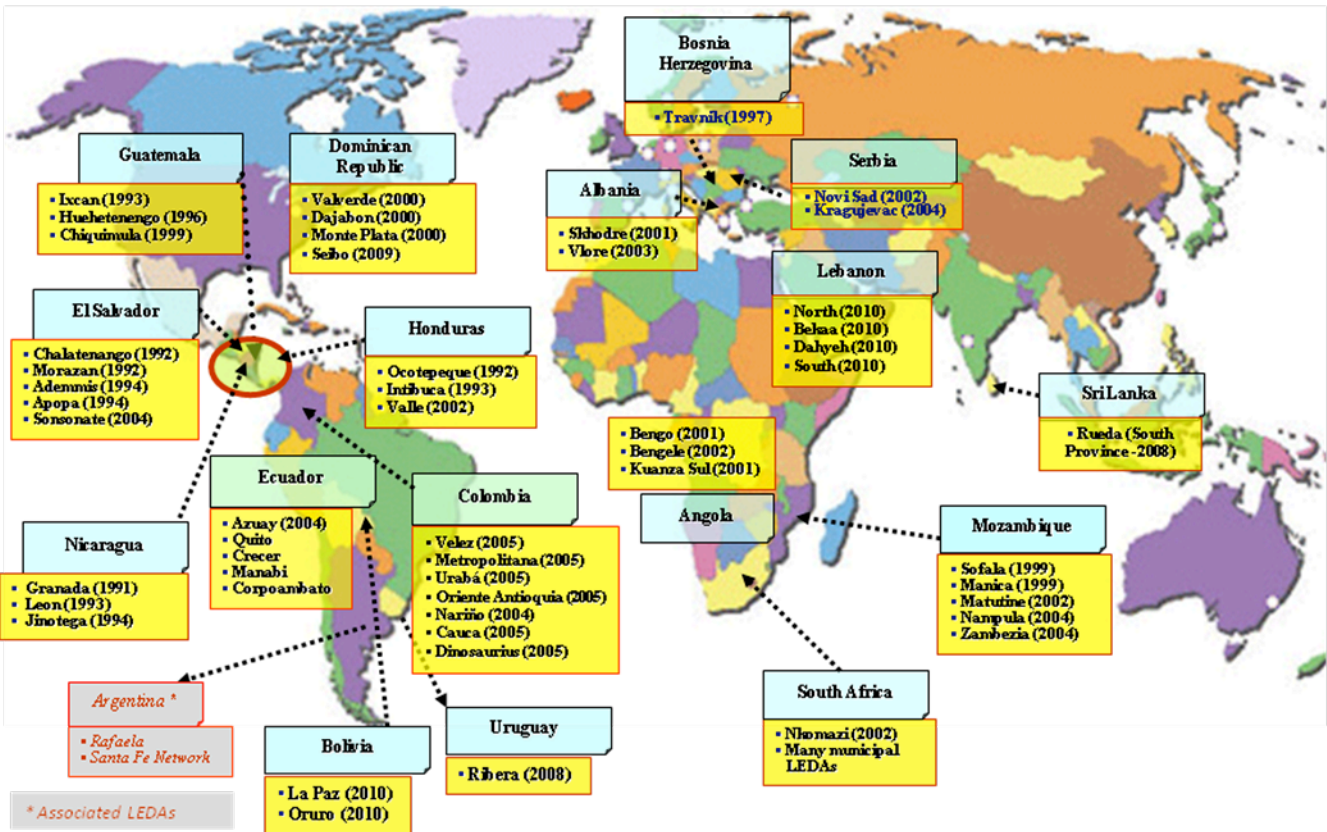 Bosnia
Herzegovina
▪ Travnik (1997)
Guatemala
▪ Ixcan (1993)
▪ Huehetenengo (1996)
▪ Chiquimula (1999)
Dominican
Republic
▪ Valverde (2000)
▪ Dajabon (2000)
▪ Monte Plata (2000)
▪ Seibo (2009)
Albania
▪ Skhodre (2001)
▪ Vlore (2003)
Serbia
▪ Novi Sad (2002)
▪ Kragujevac (2004)
Lebanon
▪ North (2010)
▪ Bekaa (2010)
▪ Dahyeh (2010)
▪ South (2010)
El Salvador
▪ Chalatenango (1992)
▪ Morazan (1992)
▪ Ademmis (1994)
▪ Apopa (1994)
▪ Sonsonate (2004)
Honduras
▪ Ocotepeque (1992)
▪ Intibuca (1993)
▪ Valle (2002)
Sri Lanka
▪ Rueda (South
Province -2008)
▪ Bengo (2001)
▪ Bengele (2002)
▪ Kuanza Sul (2001)
Angola
Ecuador
▪ Azuay (2004)
▪ Quito
▪ Crecer
▪ Manabi
▪ Corpoambato
Colombia
▪ Velez (2005)
▪ Metropolitana (2005)
▪ Urabá (2005)
▪ Oriente Antioquia (2005)
▪ Nariño (2004)
▪ Cauca (2005)
▪ Dinosaurius (2005)
Mozambique
▪ Sofala (1999)
▪ Manica (1999)
▪ Matutine (2002)
▪ Nampula (2004)
▪ Zambezia (2004)
Nicaragua
▪ Granada (1991)
▪ Leon (1993)
▪ Jinotega (1994)
Argentina *
▪ Rafaela
▪ Santa Fe Network
Bolivia
▪ La Paz (2010)
▪ Oruro (2010)
Uruguay
▪ Ribera (2008)
South Africa
▪ Nkomazi (2002)
▪ Many municipal
LEDAs
* Associated LEDAs